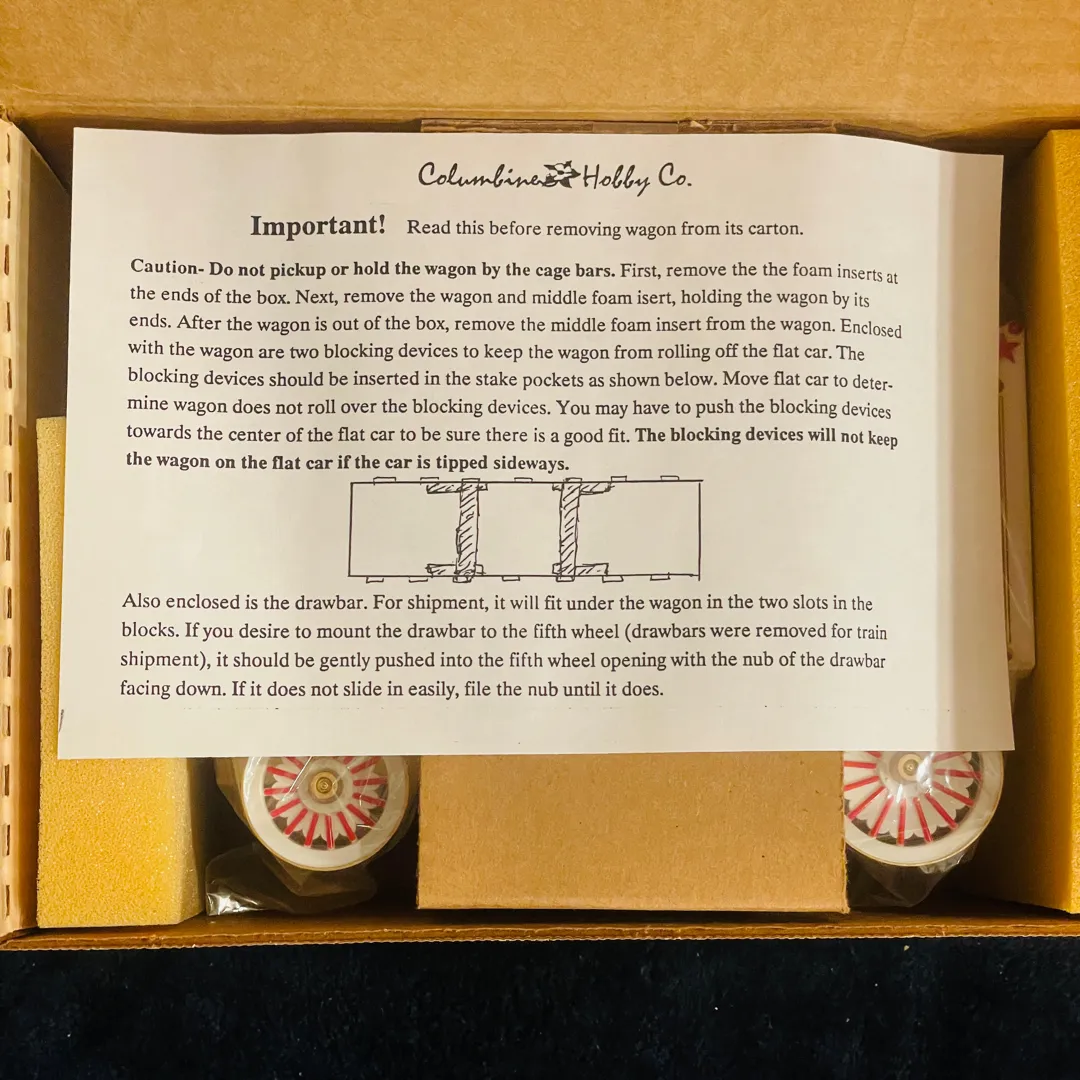 Columbine Hobby Co.
Important! Read this before removing wagon from its carton.
Caution- Do not pickup or hold the wagon by the cage bars. First, remove the the foam inserts at
the ends of the box. Next, remove the wagon and middle foam isert, holding the wagon by its
ends. After the wagon is out of the box, remove the middle foam insert from the wagon. Enclosed
with the wagon are two blocking devices to keep the wagon from rolling off the flat car. The
blocking devices should be inserted in the stake pockets as shown below. Move flat car to deter-
mine wagon does not roll over the blocking devices. You may have to push the blocking devices
towards the center of the flat car to be sure there is a good fit. The blocking devices will not keep
the wagon on the flat car if the car is tipped sideways.
Also enclosed is the drawbar. For shipment, it will fit under the wagon in the two slots in the
blocks. If you desire to mount the drawbar to the fifth wheel (drawbars were removed for train
shipment), it should be gently pushed into the fifth wheel opening with the nub of the drawbar
facing down. If it does not slide in easily, file the nub until it does.